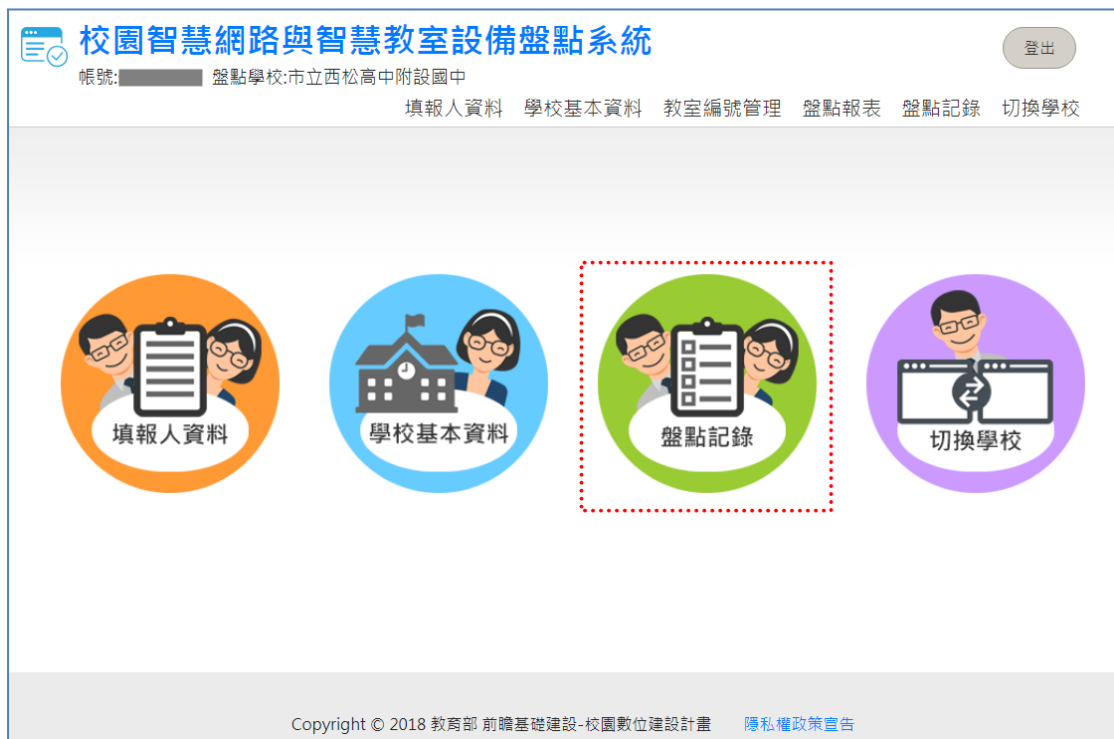 校園智慧網路與智慧教室設備盤點系統
登出
帳號: 盤點學校:市立西松高中附設國中
填報人資料 學校基本資料 教室編號管理 盤點報表 盤點記錄 切換學校
填報人資料
學校基本資料
盤點記錄
切換學校
Copyright © 2018 教育部 前瞻基礎建設-校園數位建設計畫 隱私權政策宣告